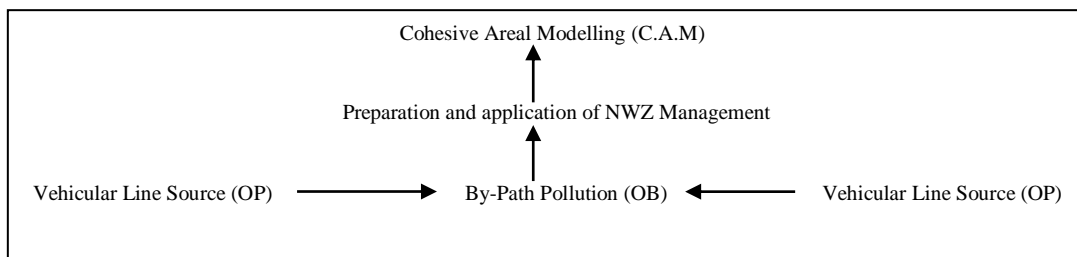 Cohesive Areal Modelling (C.A.M)
Preparation and application of NWZ Management
Vehicular Line Source (OP) By-Path Pollution (OB) Vehicular Line Source (OP)